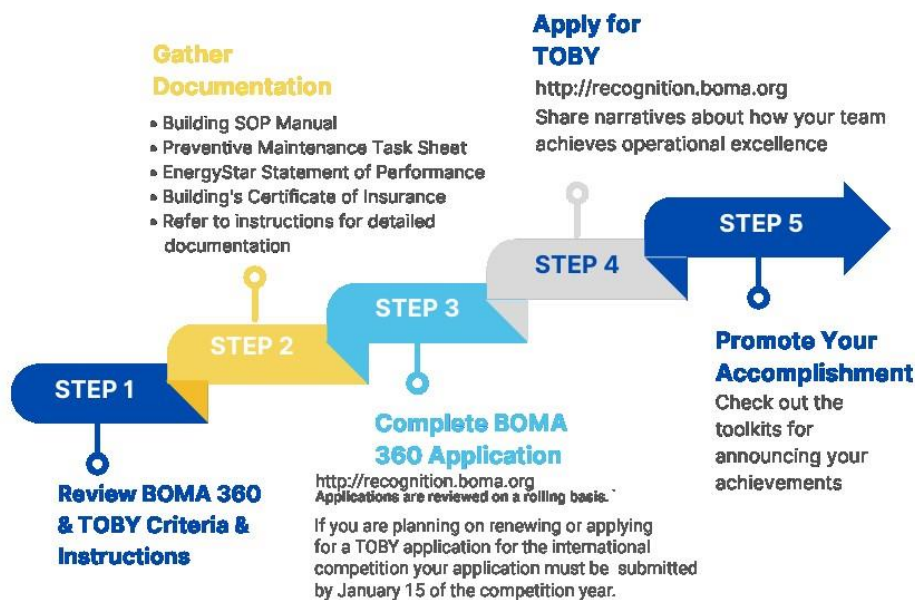 STEP 1
Review BOMA 360
& TOBY Criteria &
Instructions
Gather
Documentation
• Building SOP Manual
• Preventive Maintenance Task Sheet
• EnergyStar Statement of Performance
• Building's Certificate of Insurance
• Refer to instructions for detailed
documentation
STEP 2
STEP 3
Complete BOMA
360 Application
http://recognition.boma.org
Applications are reviewed on a rolling basis.`
If you are planning on renewing or applying
for a TOBY application for the international
competition your application must be submitted
by January 15 of the competition year.
Apply for
TOBY
http://recognition.boma.org
Share narratives about how your team
achieves operational excellence
STEP 4
STEP 5
Promote Your
Accomplishment
Check out the
toolkits for
announcing your
achievements